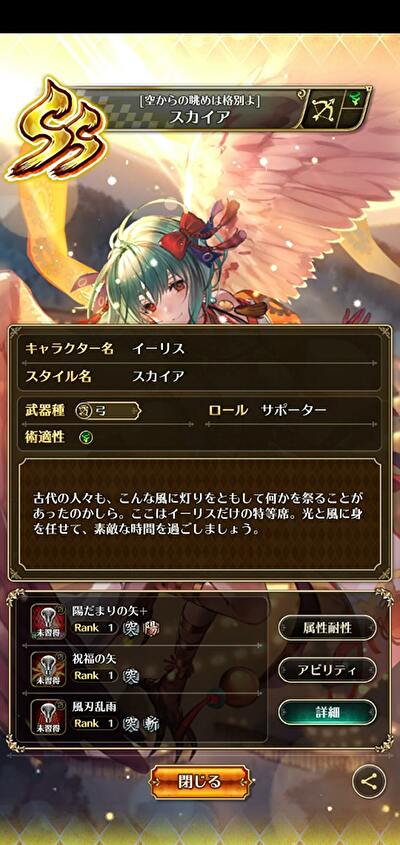 SS
[空からの眺めは格別よ]
スカイア
キャラクター名 イーリス
スタイル名 スカイア
武器種 弓 ロール サポーター
術適性
古代の人々も、こんな風に灯りをともして何かを祭ることが
あったのかしら。ここはイーリスだけの特等席。光と風に身
を任せて、素敵な時間を過ごしましょう。
陽だまりの矢+
未習得 Rank 1 突 陽
祝福の矢
未習得 Rank 1 突
風刃乱雨
未習得 Rank 1 突 斬
属性耐性
アビリティ
詳細
閉じる